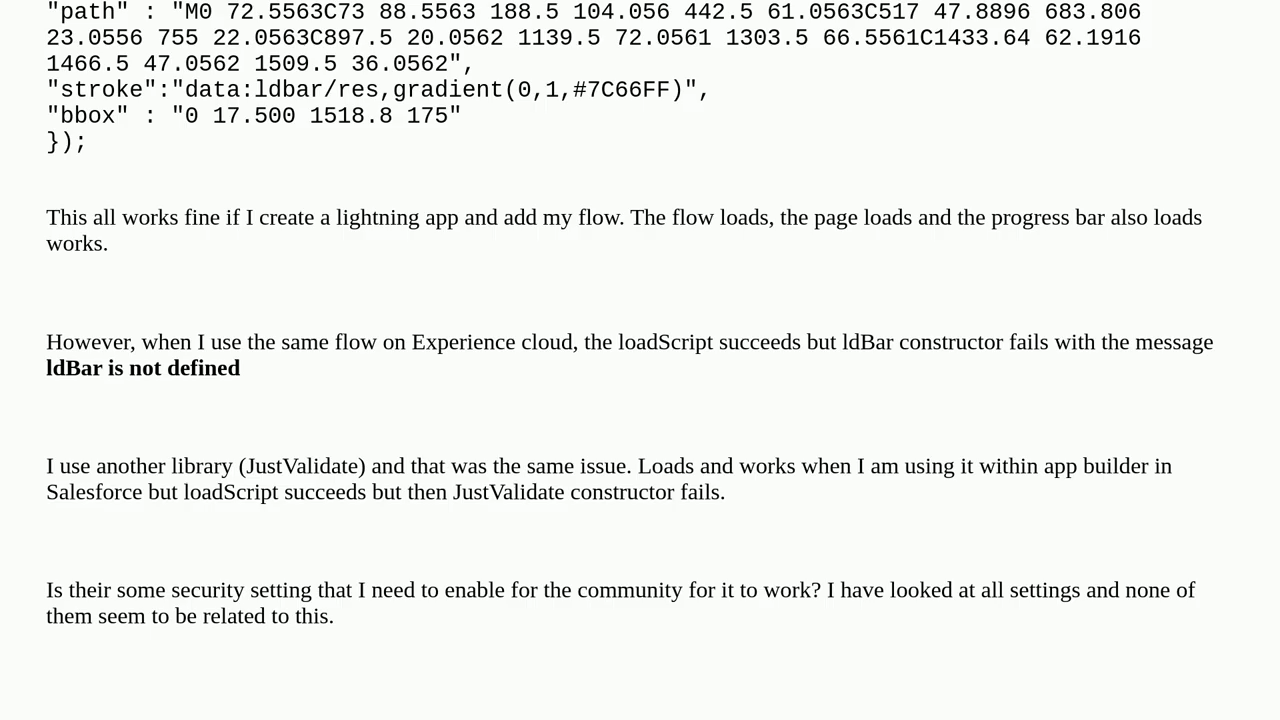 "path" : "M0 72.5563C73 88.5563 188.5 104.056 442.5 61.0563C517 47.8896 683.806
23.0556 755 22.0563C897.5 20.0562 1139.5 72.0561 1303.5 66.5561C1433.64 62.1916
1466.5 47.0562 1509.5 36.0562",
"stroke":"data:ldbar/res,gradient(0,1,#7C66FF)",
"bbox" : "0 17.500 1518.8 175"
});
This all works fine if I create a lightning app and add my flow. The flow loads, the page loads and the progress bar also loads
works.
However, when I use the same flow on Experience cloud, the loadScript succeeds but ldBar constructor fails with the message
ldBar is not defined
I use another library (JustValidate) and that was the same issue. Loads and works when I am using it within app builder in
Salesforce but loadScript succeeds but then JustValidate constructor fails.
Is their some security setting that I need to enable for the community for it to work? I have looked at all settings and none of
them seem to be related to this.